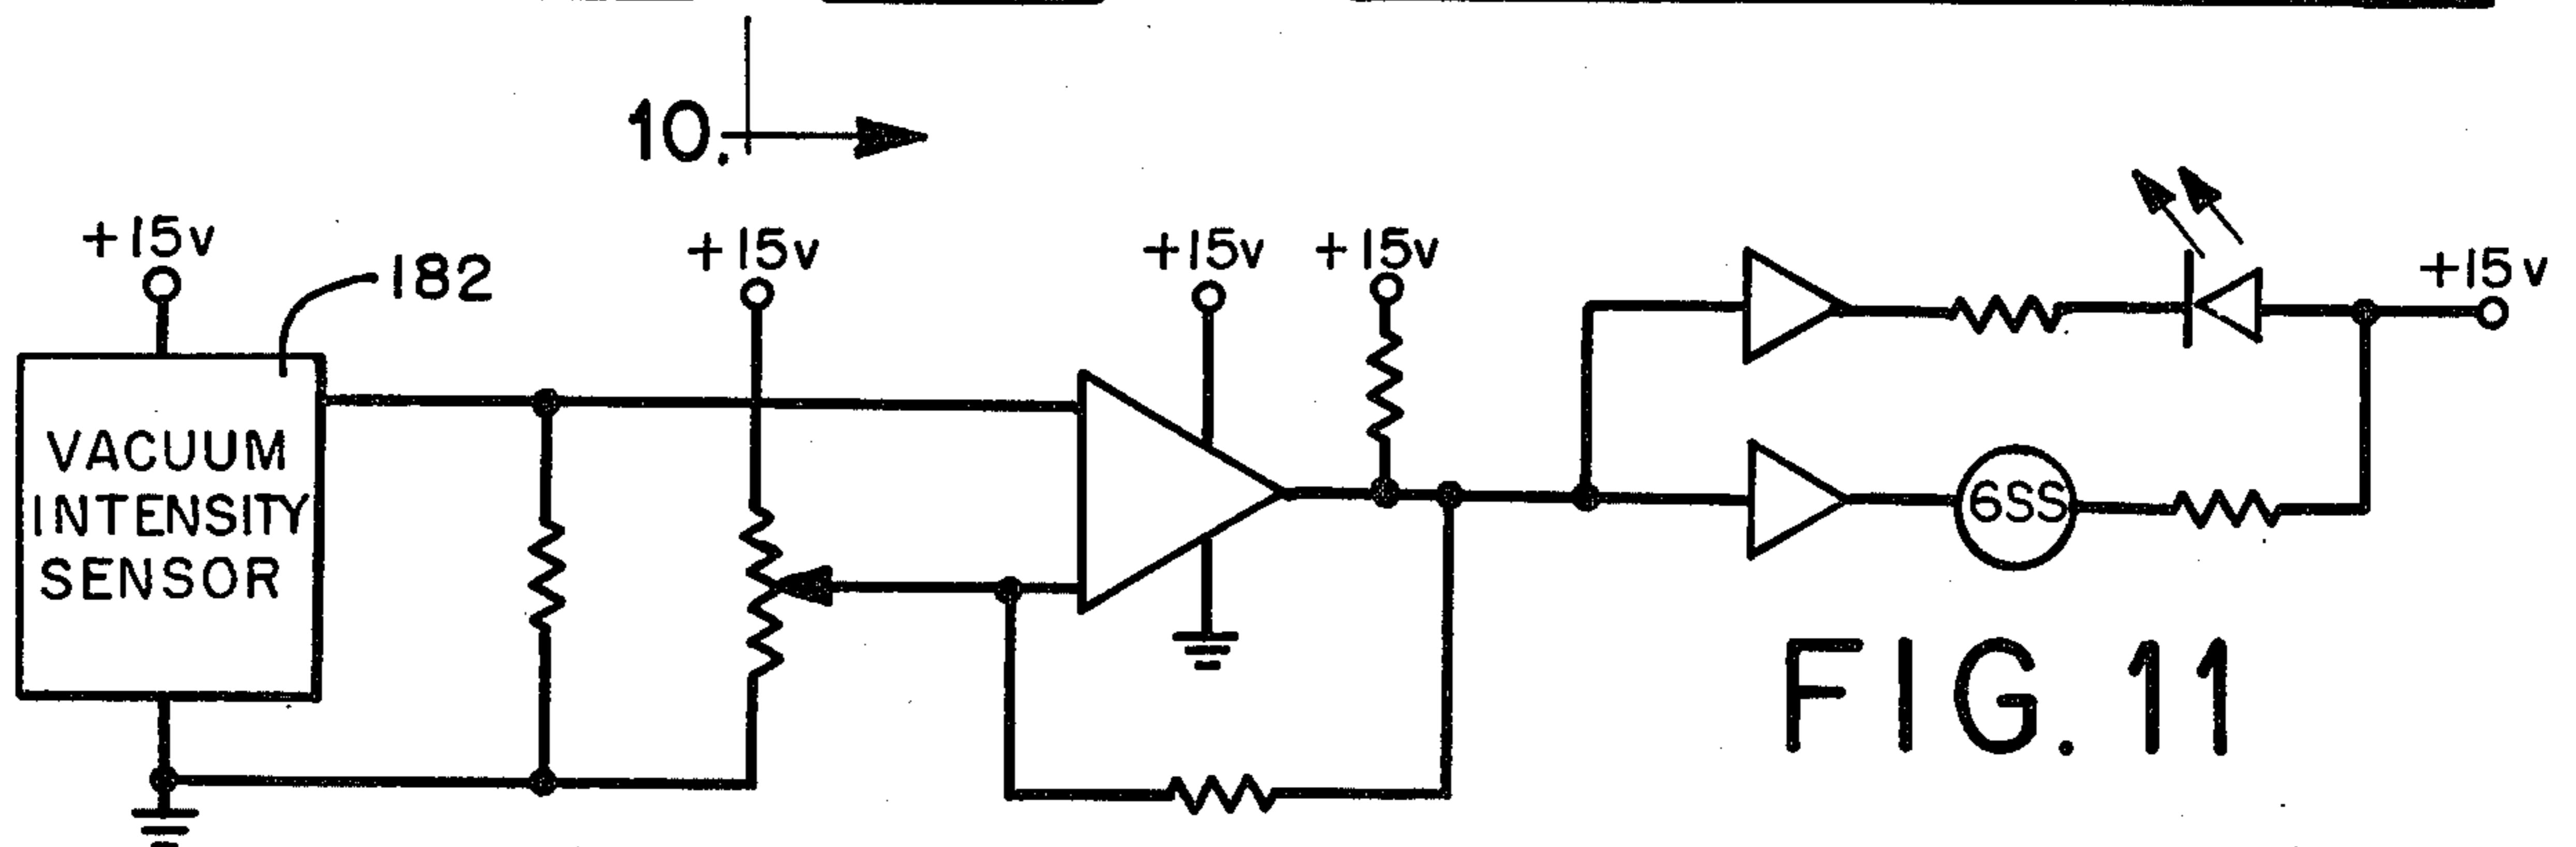 10.
+15v
182
+15v
+15v
+15v
+15v
VACUUM
INTENSITY
SENSOR
6SS
FIG. 11